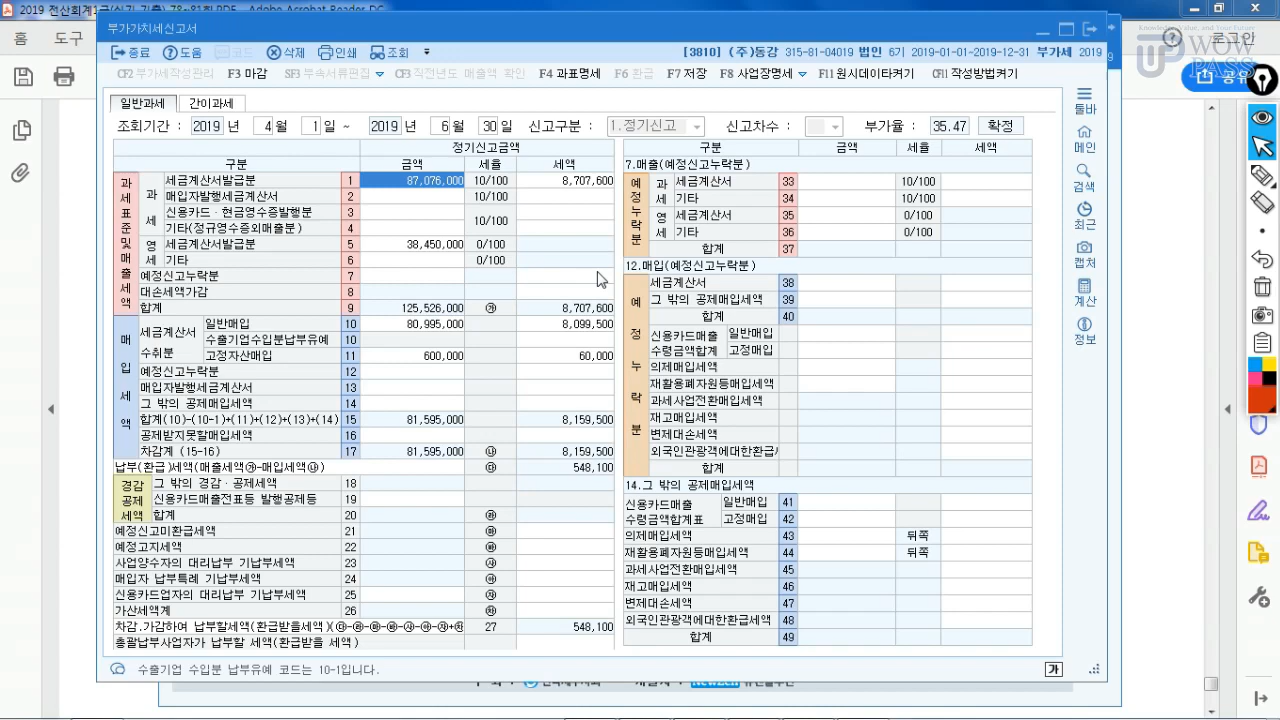 2019 전산회계1급(실기 기출) 78~81회.PDF - Adobe Acrobat Reader DC
홈 도구
로그인
공유
WOW PASS
부가가치세신고서
종료 도움 코드 삭제 인쇄 조회
[3810] (주)동강 315-81-04019 법인 6기 2019-01-01~2019-12-31 부가세 2019
CF2 부가세작성관리 F3 마감 F4 과표명세 F6 환급 F7 저장 F8 사업장명세 F11 원시데이타켜기 CF11 작성방법켜기
일반과세 간이과세
조회기간 : 2019 년 4 월 1 일 ~ 2019 년 6 월 30 일 신고구분 : 1.정기신고 신고차수 : 부가율 : 35.47 확정
정기신고금액
구분 금액 세율 세액
과세표준및매출세액
과세 세금계산서발급분 1 87,076,000 10/100 8,707,600
매입자발행세금계산서 2 10/100
신용카드·현금영수증발행분 3 10/100
기타(정규영수증외매출분) 4
영세 세금계산서발급분 5 38,450,000 0/100
기타 6 0/100
예정신고누락분 7
대손세액가감 8
합계 9 125,526,000 ㉮ 8,707,600
매입세액
세금계산서 수취분 일반매입 10 80,995,000 8,099,500
수출기업수입분납부유예 10
고정자산매입 11 600,000 60,000
예정신고누락분 12
매입자발행세금계산서 13
그 밖의 공제매입세액 14
합계(10)-(10-1)+(11)+(12)+(13)+(14) 15 81,595,000 8,159,500
공제받지못할매입세액 16
차감계 (15-16) 17 81,595,000 ㉯ 8,159,500
납부(환급)세액(매출세액㉮-매입세액㉯) ㉰ 548,100
경감공제세액
그 밖의 경감·공제세액 18
신용카드매출전표등 발행공제등 19
합계 20 ㉱
예정신고미환급세액 21 ㉲
예정고지세액 22 ㉳
사업양수자의 대리납부 기납부세액 23 ㉴
매입자 납부특례 기납부세액 24 ㉵
신용카드업자의 대리납부 기납부세액 25 ㉶
가산세액계 26 ㉷
차감.가감하여 납부할세액(환급받을세액) 27 548,100
총괄납부사업자가 납부할 세액(환급받을 세액)
구분 금액 세율 세액
7.매출(예정신고누락분)
예정누락분
과세 세금계산서 33 10/100
기타 34 10/100
영세 세금계산서 35 0/100
기타 36 0/100
합계 37
12.매입(예정신고누락분)
예정누락분
세금계산서 38
그 밖의 공제매입세액 39
합계 40
신용카드매출 수령금액합계 일반매입
고정매입
의제매입세액
재활용폐자원등매입세액
과세사업전환매입세액
재고매입세액
변제대손세액
외국인관광객에대한환급
합계
14.그 밖의 공제매입세액
신용카드매출 수령금액합계표 일반매입 41
고정매입 42
의제매입세액 43 뒤쪽
재활용폐자원등매입세액 44 뒤쪽
과세사업전환매입세액 45
재고매입세액 46
변제대손세액 47
외국인관광객에대한환급세액 48
합계 49
툴바
메인
검색
최근
캡처
계산
정보
수출기업 수입분 납부유예 코드는 10-1입니다.
가
NewZen